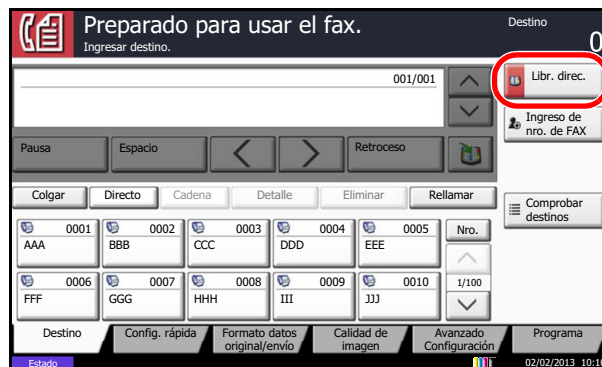 Preparado para usar el fax.
Ingresar destino.
Destino
0
001/001
Libr. direc.
Ingreso de
nro. de FAX
Pausa
Espacio
Retroceso
Colgar
Directo
Cadena
Detalle
Eliminar
Rellamar
Comprobar
destinos
0001
AAA
0002
BBB
0003
CCC
0004
DDD
0005
EEE
Nro.
0006
FFF
0007
GGG
0008
HHH
0009
III
0010
JJJ
1/100
Destino
Config. rápida
Formato datos
original/envío
Calidad de
imagen
Avanzado
Configuración
Programa
Estado
02/02/2013 10:10